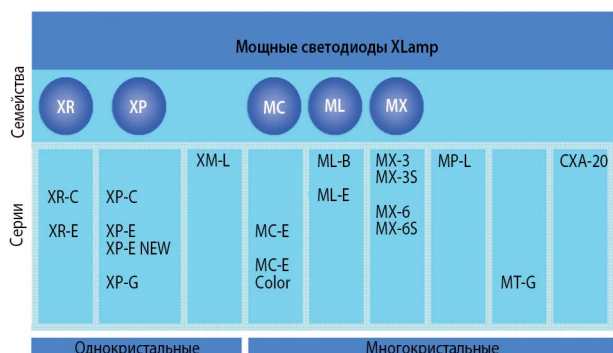 Мощные светодиоды XLamp
Семейства
XR
XP
MC
ML
MX
Серии
XR-C
XR-E
XP-C
XP-E
XP-E NEW
XP-G
XM-L
MC-E
MC-E
Color
ML-B
ML-E
MX-3
MX-3S
MX-6
MX-6S
MP-L
MT-G
CXA-20
Однокристальные
Многокристальные